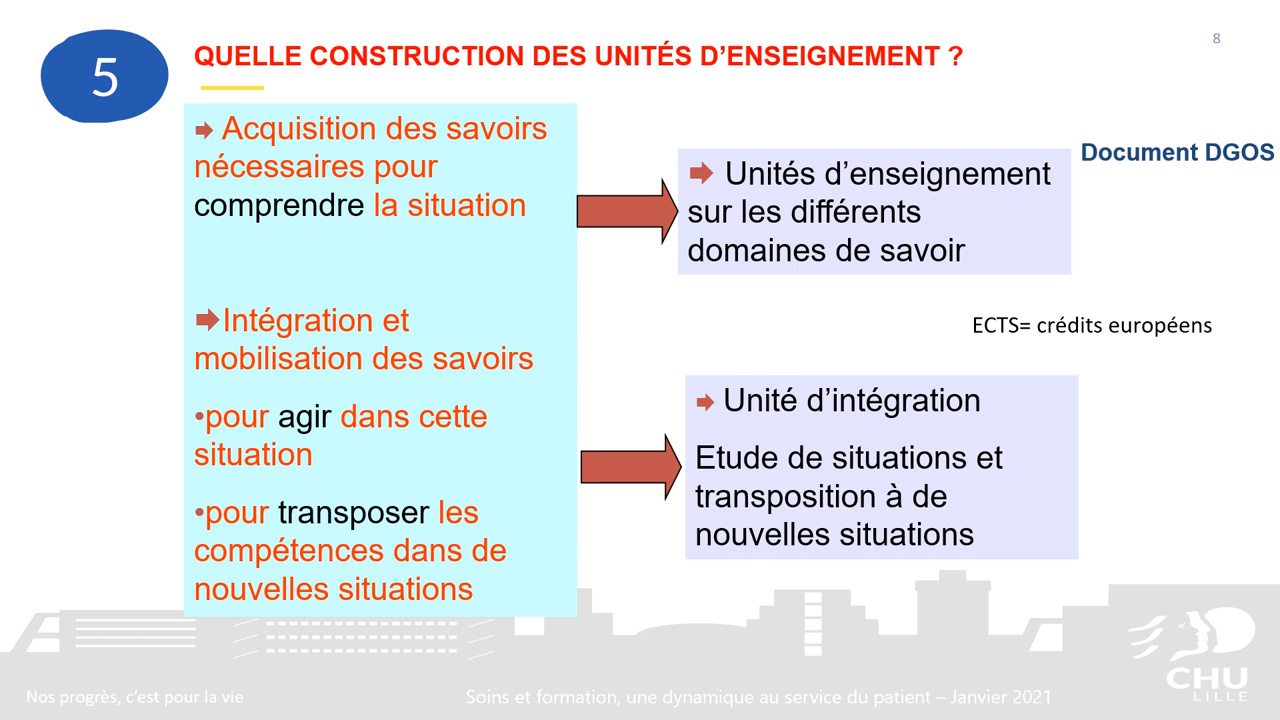 5
QUELLE CONSTRUCTION DES UNITÉS D’ENSEIGNEMENT ?
8
Acquisition des savoirs
nécessaires pour
comprendre la situation
Intégration et
mobilisation des savoirs
•pour agir dans cette
situation
•pour transposer les
compétences dans de
nouvelles situations
Document DGOS
Unités d’enseignement
sur les différents
domaines de savoir
ECTS= crédits européens
Unité d’intégration
Etude de situations et
transposition à de
nouvelles situations
Nos progrès, c’est pour la vie
Soins et formation, une dynamique au service du patient – Janvier 2021
CHU
LILLE